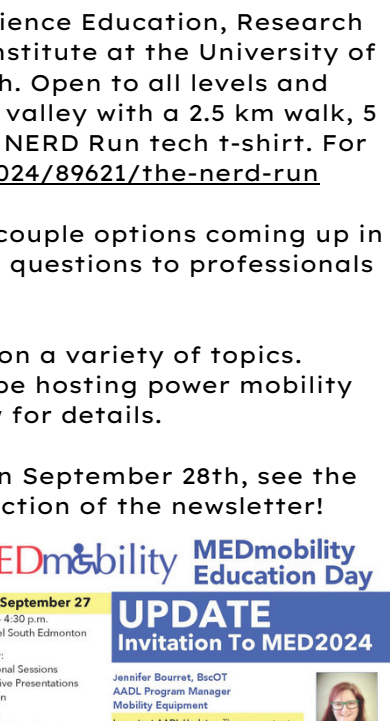 ience Education, Research
nstitute at the University of
h. Open to all levels and
valley with a 2.5 km walk, 5
NERD Run tech t-shirt. For
024/89621/the-nerd-run
couple options coming up in
questions to professionals
on a variety of topics.
be hosting power mobility
for details.
n September 28th, see the
ction of the newsletter!
EDmobility
MEDmobility
Education Day
September 27
4:30 p.m.
el South Edmonton
nal Sessions
ive Presentations
UPDATE
Invitation To MED2024
Jennifer Bouret, BscOT
AADL Program Manager
Mobility Equipment